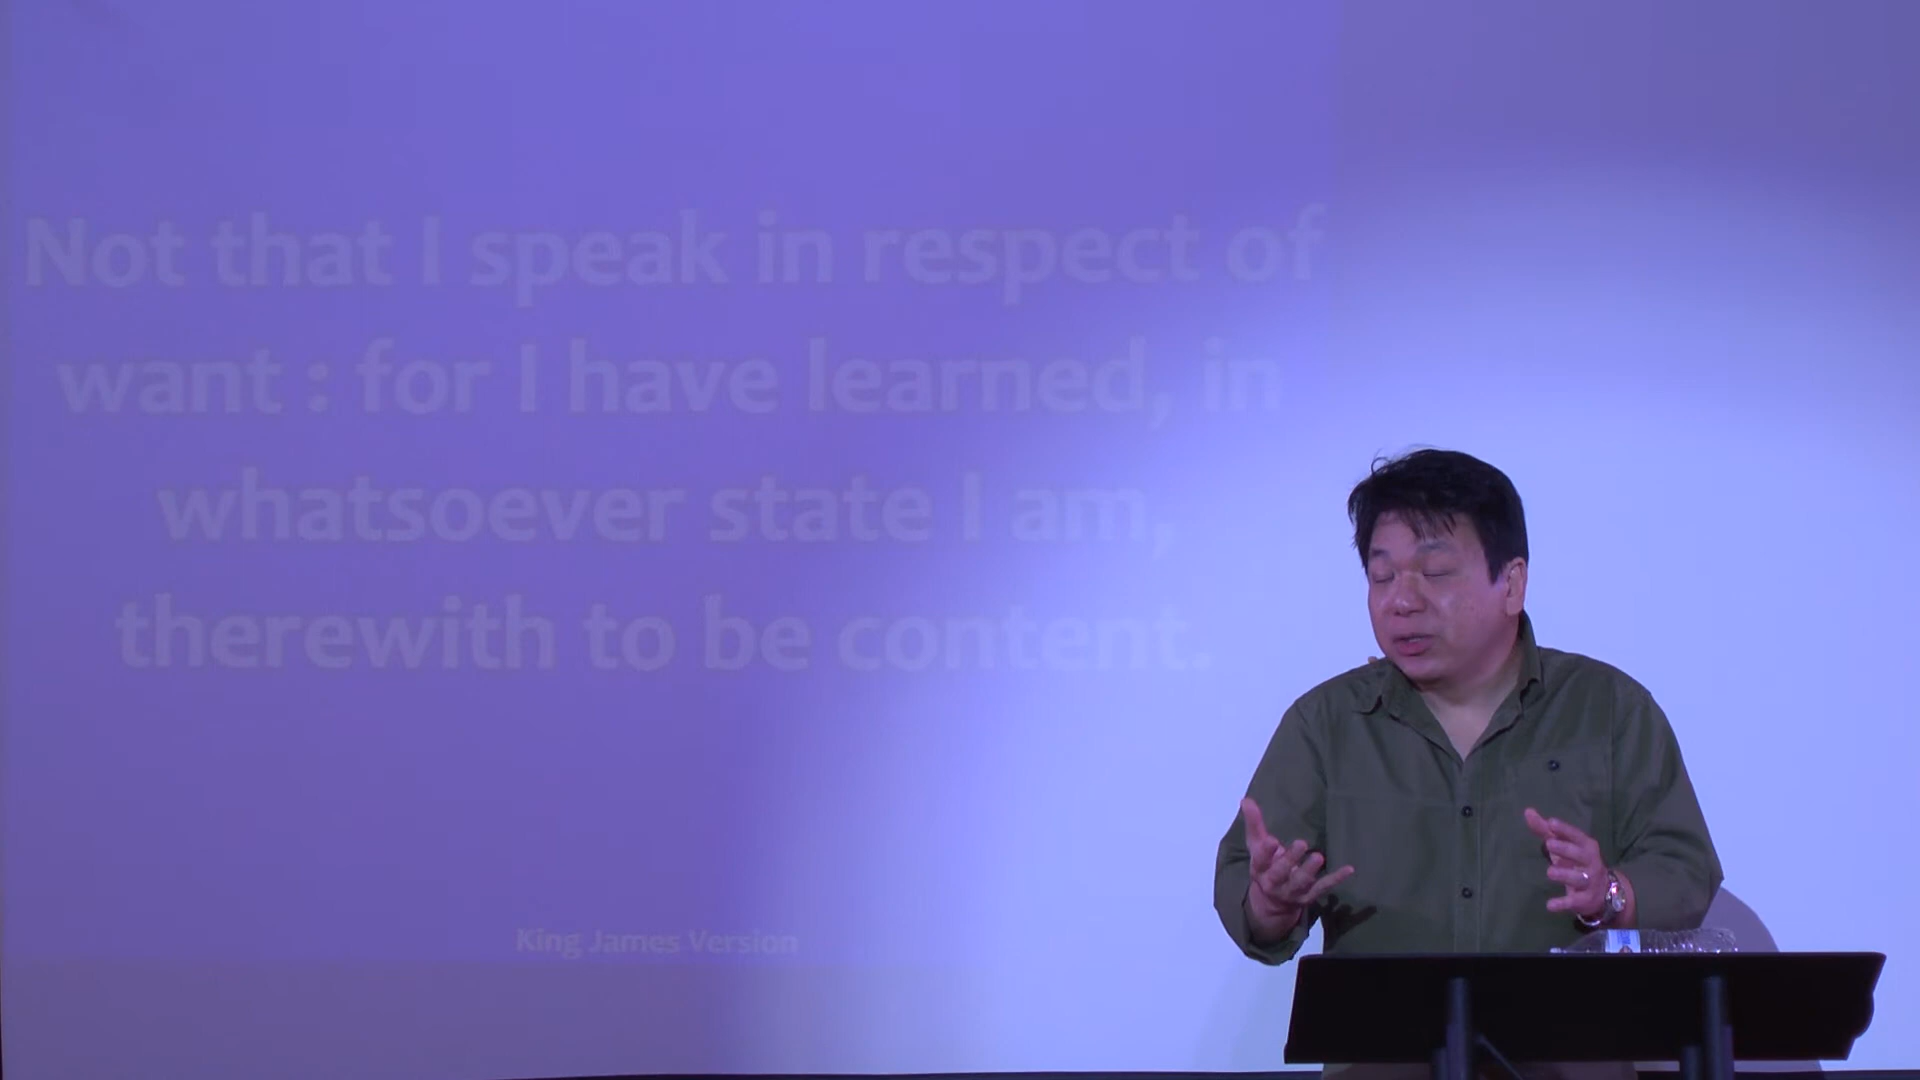 Not that I speak in respect of
want : for I have learned, in
whatsoever state I am,
therewith to be content.
King James Version